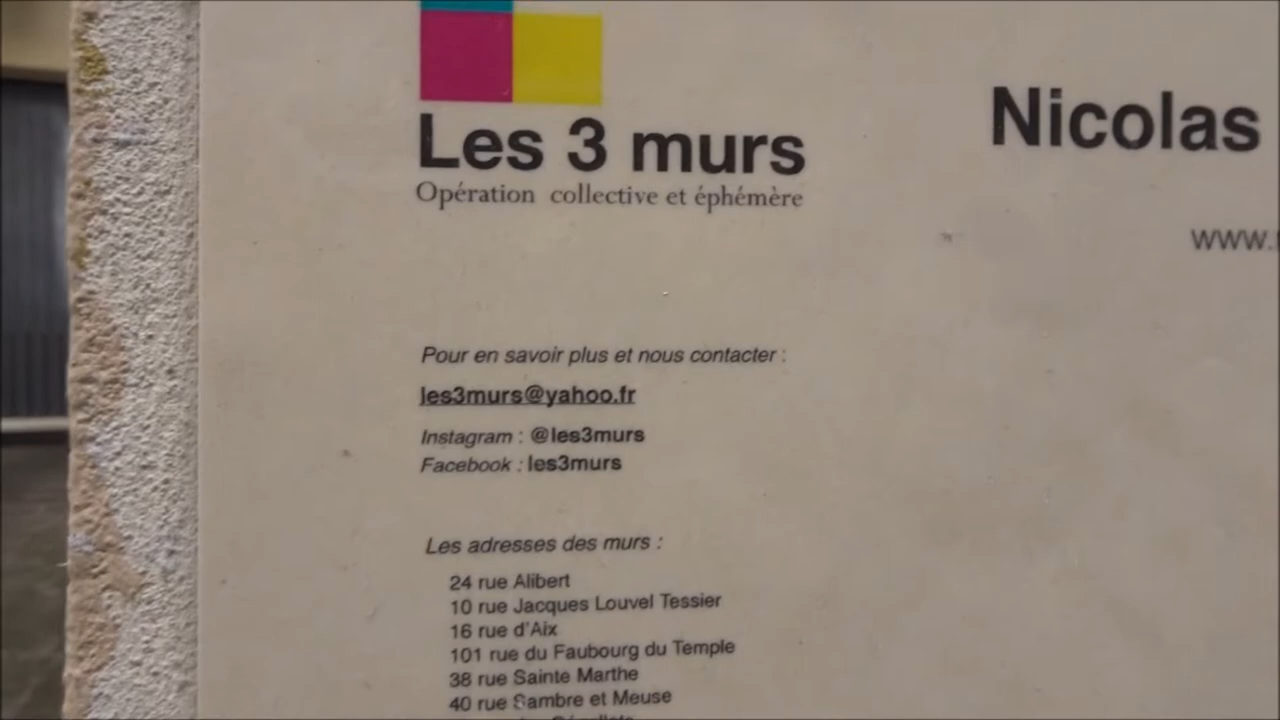 Les 3 murs
Opération collective et éphémère
Nicolas
www.
Pour en savoir plus et nous contacter :
les3murs@yahoo.fr
Instagram : @les3murs
Facebook : les3murs
Les adresses des murs :
24 rue Alibert
10 rue Jacques Louvel Tessier
16 rue d'Aix
101 rue du Faubourg du Temple
38 rue Sainte Marthe
40 rue Sambre et Meuse